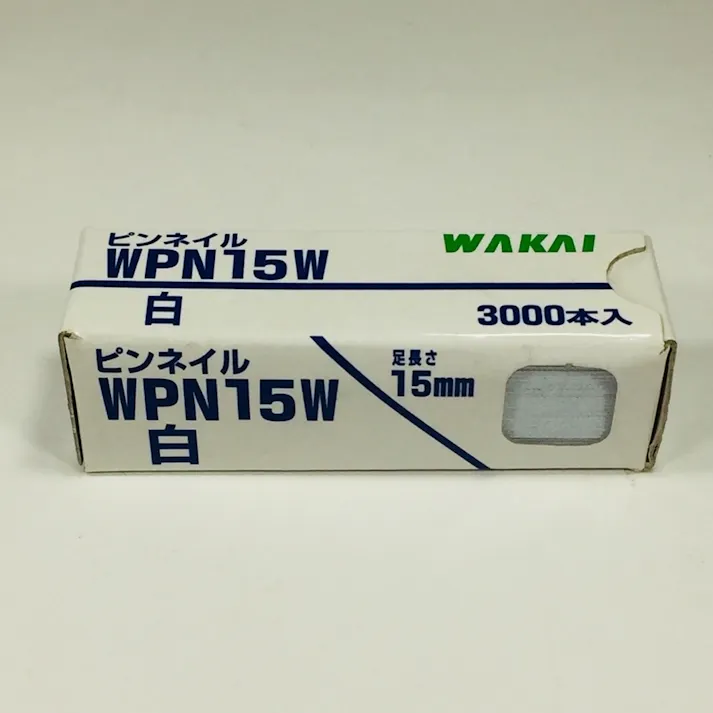 ピンネイル
WPN15W
白
WAKAI
3000本入
ピンネイル
WPN15W
白
足長さ
15mm